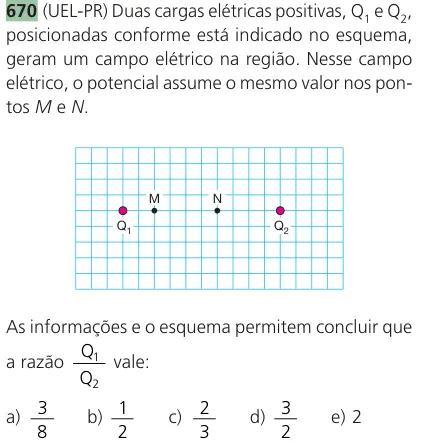 670 (UEL-PR) Duas cargas elétricas positivas, Q₁ e Q₂,
posicionadas conforme está indicado no esquema,
geram um campo elétrico na região. Nesse campo
elétrico, o potencial assume o mesmo valor nos pon-
tos M e N.
M N
Q₁ Q₂
As informações e o esquema permitem concluir que
a razão Q₁/Q₂ vale:
a) 3/8 b) 1/2 c) 2/3 d) 3/2 e) 2